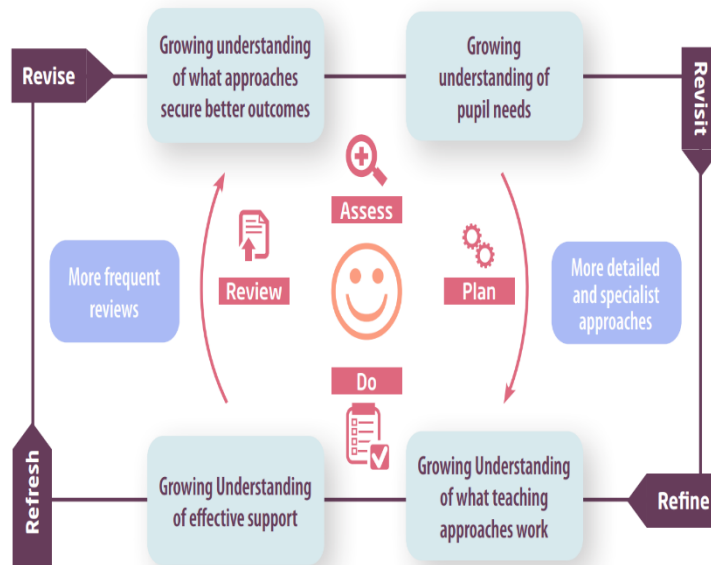 Revise
Growing understanding
of what approaches
secure better outcomes
Growing
understanding of
pupil needs
Revisit
Assess
More frequent
reviews
Review
Plan
More detailed
and specialist
approaches
Do
Refresh
Growing Understanding
of effective support
Growing Understanding
of what teaching
approaches work
Refine